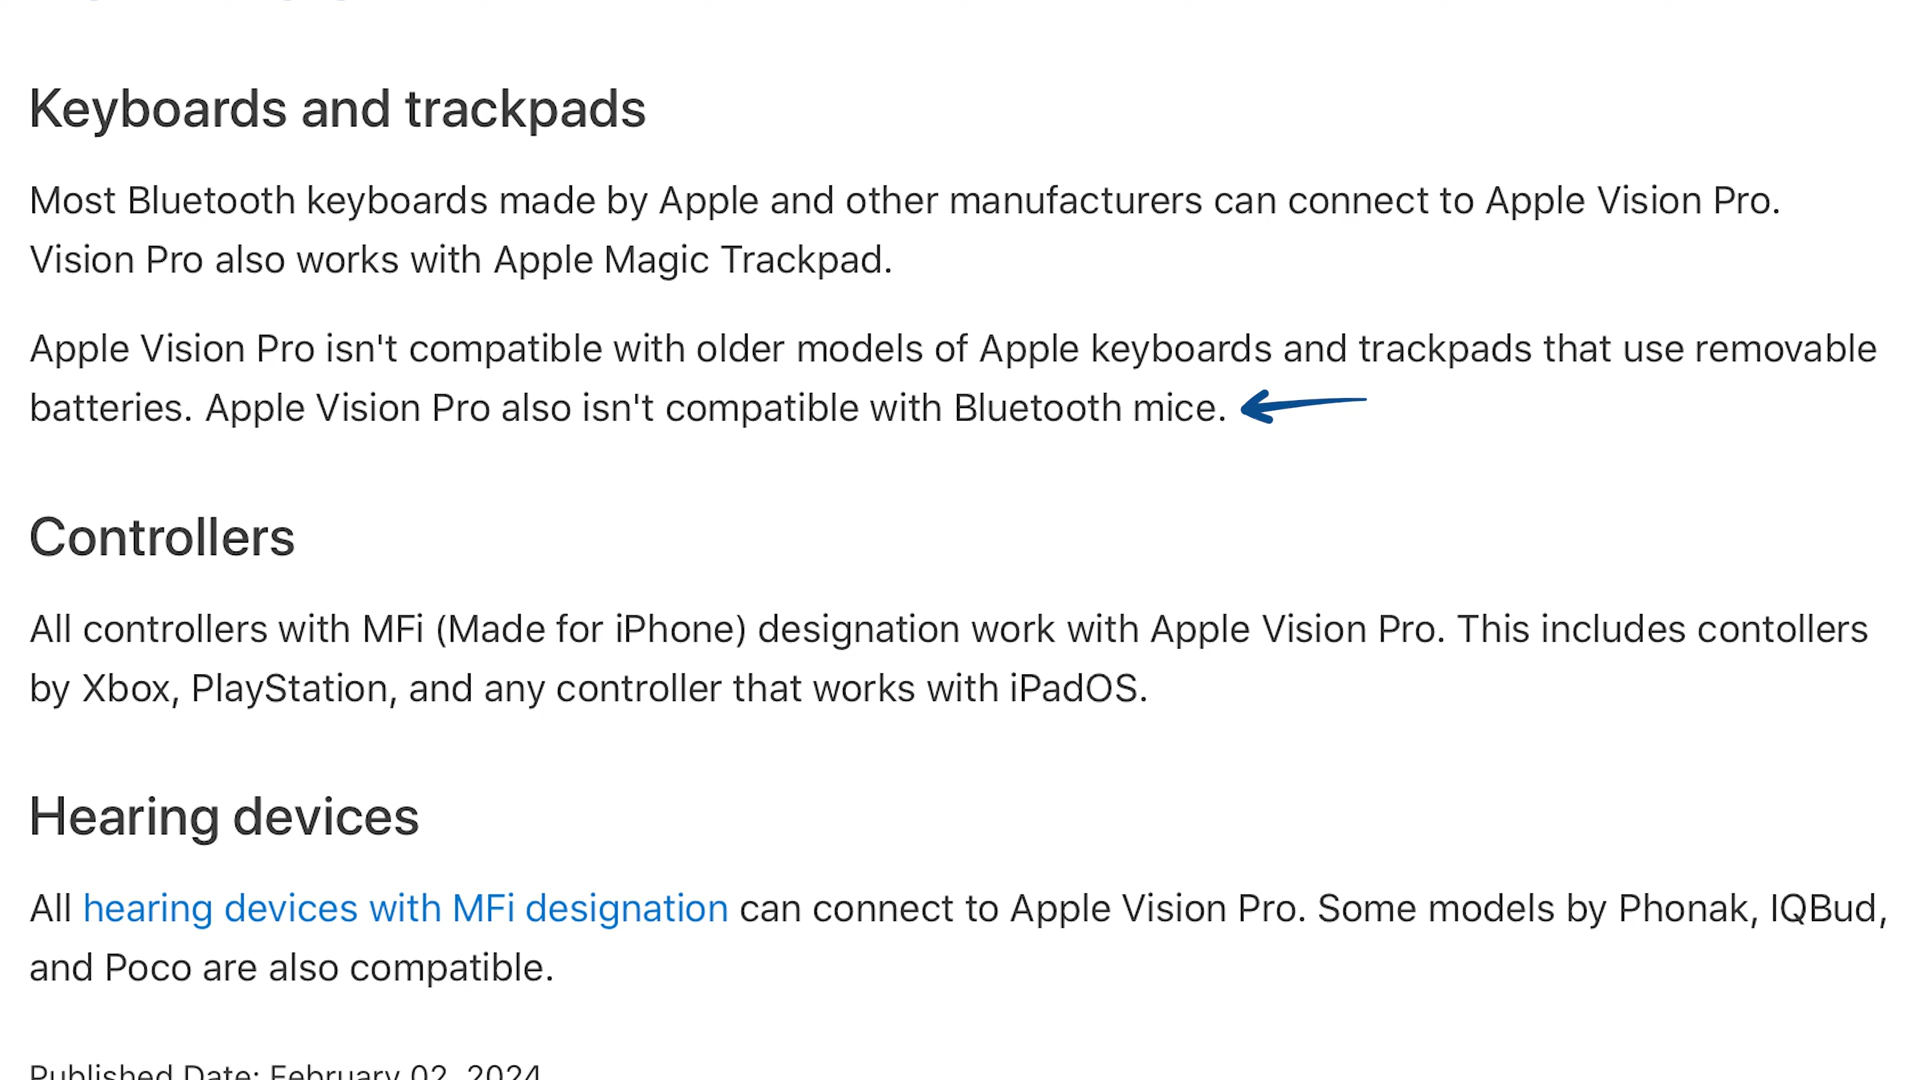 Keyboards and trackpads
Most Bluetooth keyboards made by Apple and other manufacturers can connect to Apple Vision Pro.
Vision Pro also works with Apple Magic Trackpad.
Apple Vision Pro isn't compatible with older models of Apple keyboards and trackpads that use removable
batteries. Apple Vision Pro also isn't compatible with Bluetooth mice.
Controllers
All controllers with MFi (Made for iPhone) designation work with Apple Vision Pro. This includes contollers
by Xbox, PlayStation, and any controller that works with iPadOS.
Hearing devices
All hearing devices with MFi designation can connect to Apple Vision Pro. Some models by Phonak, IQBud,
and Poco are also compatible.
Published Date: February 02, 2024